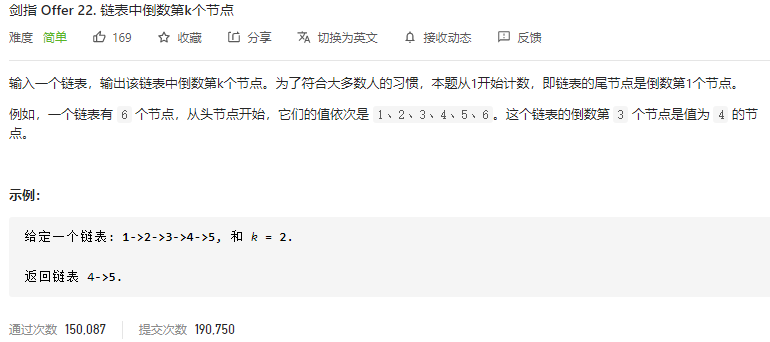 剑指 Offer 22. 链表中倒数第k个节点
难度 简单 169 收藏 分享 切换为英文 接收动态 反馈
输入一个链表，输出该链表中倒数第k个节点。为了符合大多数人的习惯，本题从1开始计数，即链表的尾节点是倒数第1个节点。
例如，一个链表有 6 个节点，从头节点开始，它们的值依次是 1、2、3、4、5、6。这个链表的倒数第 3 个节点是值为 4 的节
点。
示例：
给定一个链表: 1->2->3->4->5, 和 k = 2.
返回链表 4->5.
通过次数 150,087 提交次数 190,750